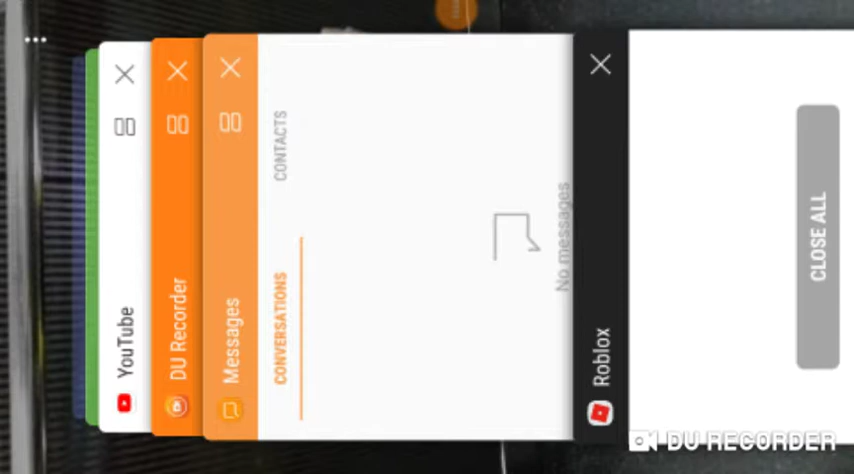 YouTube
DU Recorder
Messages
CONVERSATIONS
CONTACTS
No messages
Roblox
CLOSE ALL
DU RECORDER